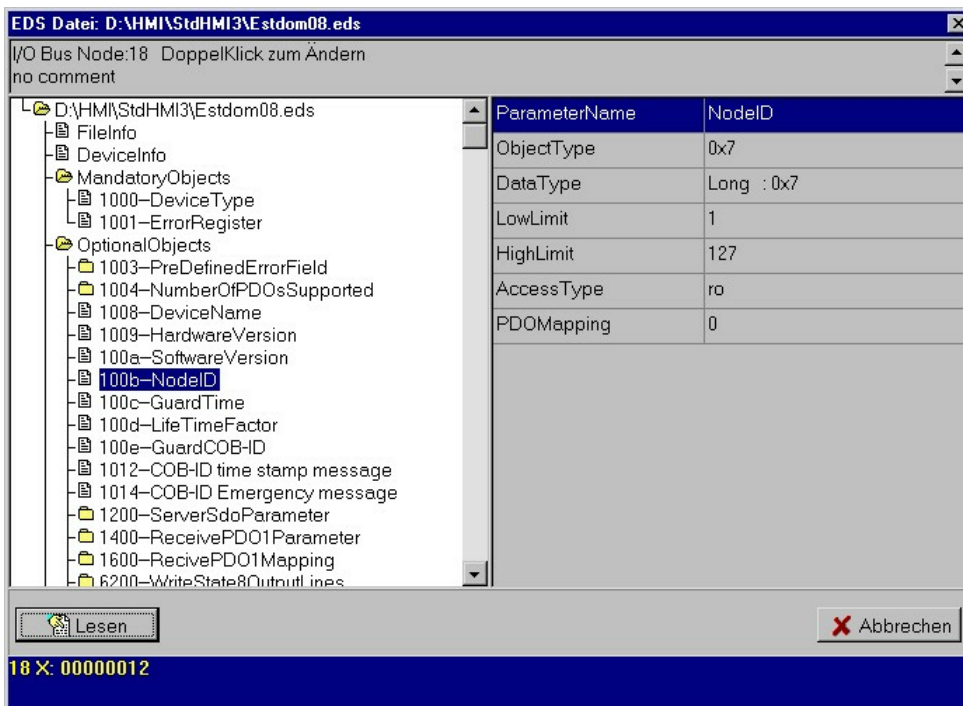 EDS Datei: D:\HMI\StdHMI3\Estdom08.eds
I/O Bus Node:18 DoppelKlick zum Ändern
no comment
D:\HMI\StdHMI3\Estdom08.eds
FileInfo
DeviceInfo
MandatoryObjects
1000–DeviceType
1001–ErrorRegister
OptionalObjects
1003–PreDefinedErrorField
1004–NumberOfPDOsSupported
1008–DeviceName
1009–HardwareVersion
100a–SoftwareVersion
100b–NodeID
100c–GuardTime
100d–LifeTimeFactor
100e–GuardCOB-ID
1012–COB-ID time stamp message
1014–COB-ID Emergency message
1200–ServerSdoParameter
1400–ReceivePDO1Parameter
1600–RecivePDO1Mapping
6200–WriteState8OutputLines
ParameterName NodeID
ObjectType 0x7
DataType Long : 0x7
LowLimit 1
HighLimit 127
AccessType ro
PDOMapping 0
Lesen
Abbrechen
18 X: 00000012